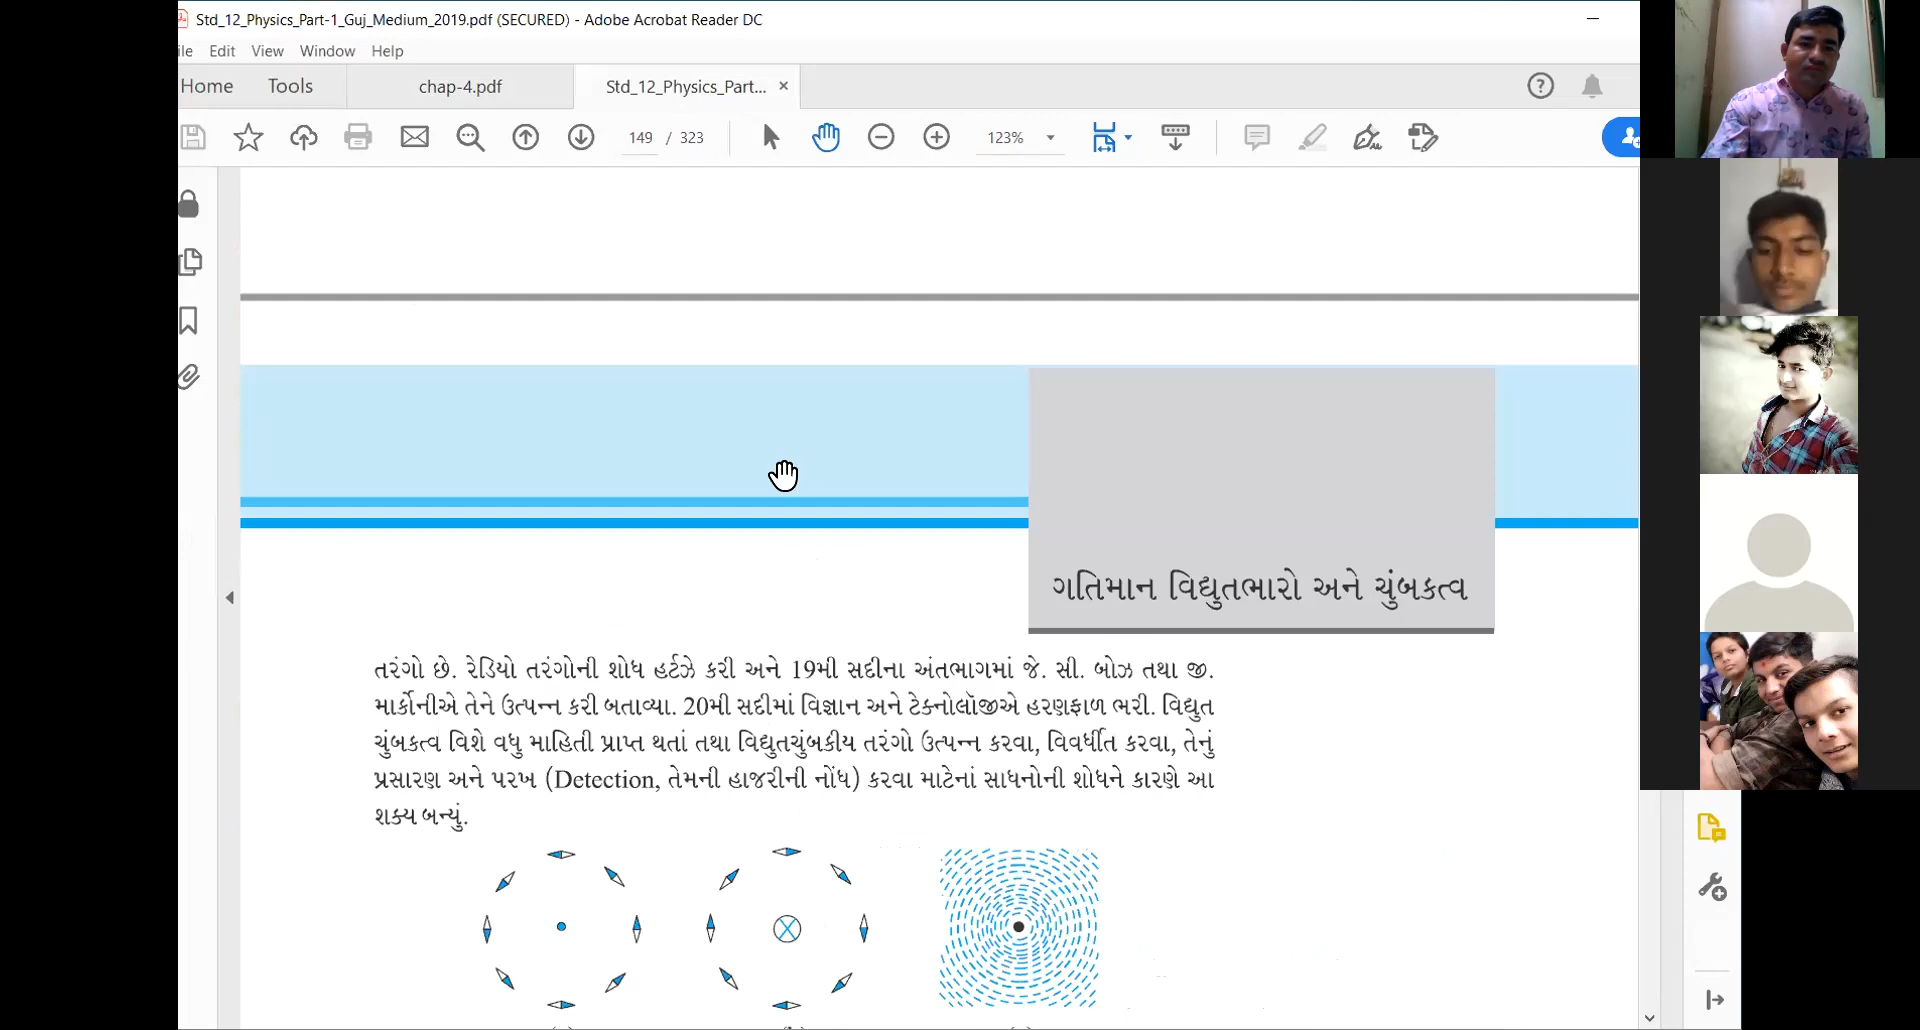 Std_12_Physics_Part-1_Guj_Medium_2019.pdf (SECURED) - Adobe Acrobat Reader DC
ile Edit View Window Help
Home Tools chap-4.pdf Std_12_Physics_Part... ×
149 / 323 123%
ગતિમાન વિદ્યુતભારો અને ચુંબકત્વ
તરંગો છે. રેડિયો તરંગોની શોધ હર્ટઝે કરી અને 19મી સદીના અંતભાગમાં જે. સી. બોઝ તથા જી.
માર્કોનીએ તેને ઉત્પન્ન કરી બતાવ્યા. 20મી સદીમાં વિજ્ઞાન અને ટેક્નોલૉજીએ હરણફાળ ભરી. વિદ્યુત
ચુંબકત્વ વિશે વધુ માહિતી પ્રાપ્ત થતાં તથા વિદ્યુતચુંબકીય તરંગો ઉત્પન્ન કરવા, વિવર્ધીત કરવા, તેનું
પ્રસારણ અને પરખ (Detection, તેમની હાજરીની નોંધ) કરવા માટેનાં સાધનોની શોધને કારણે આ
શક્ય બન્યું.